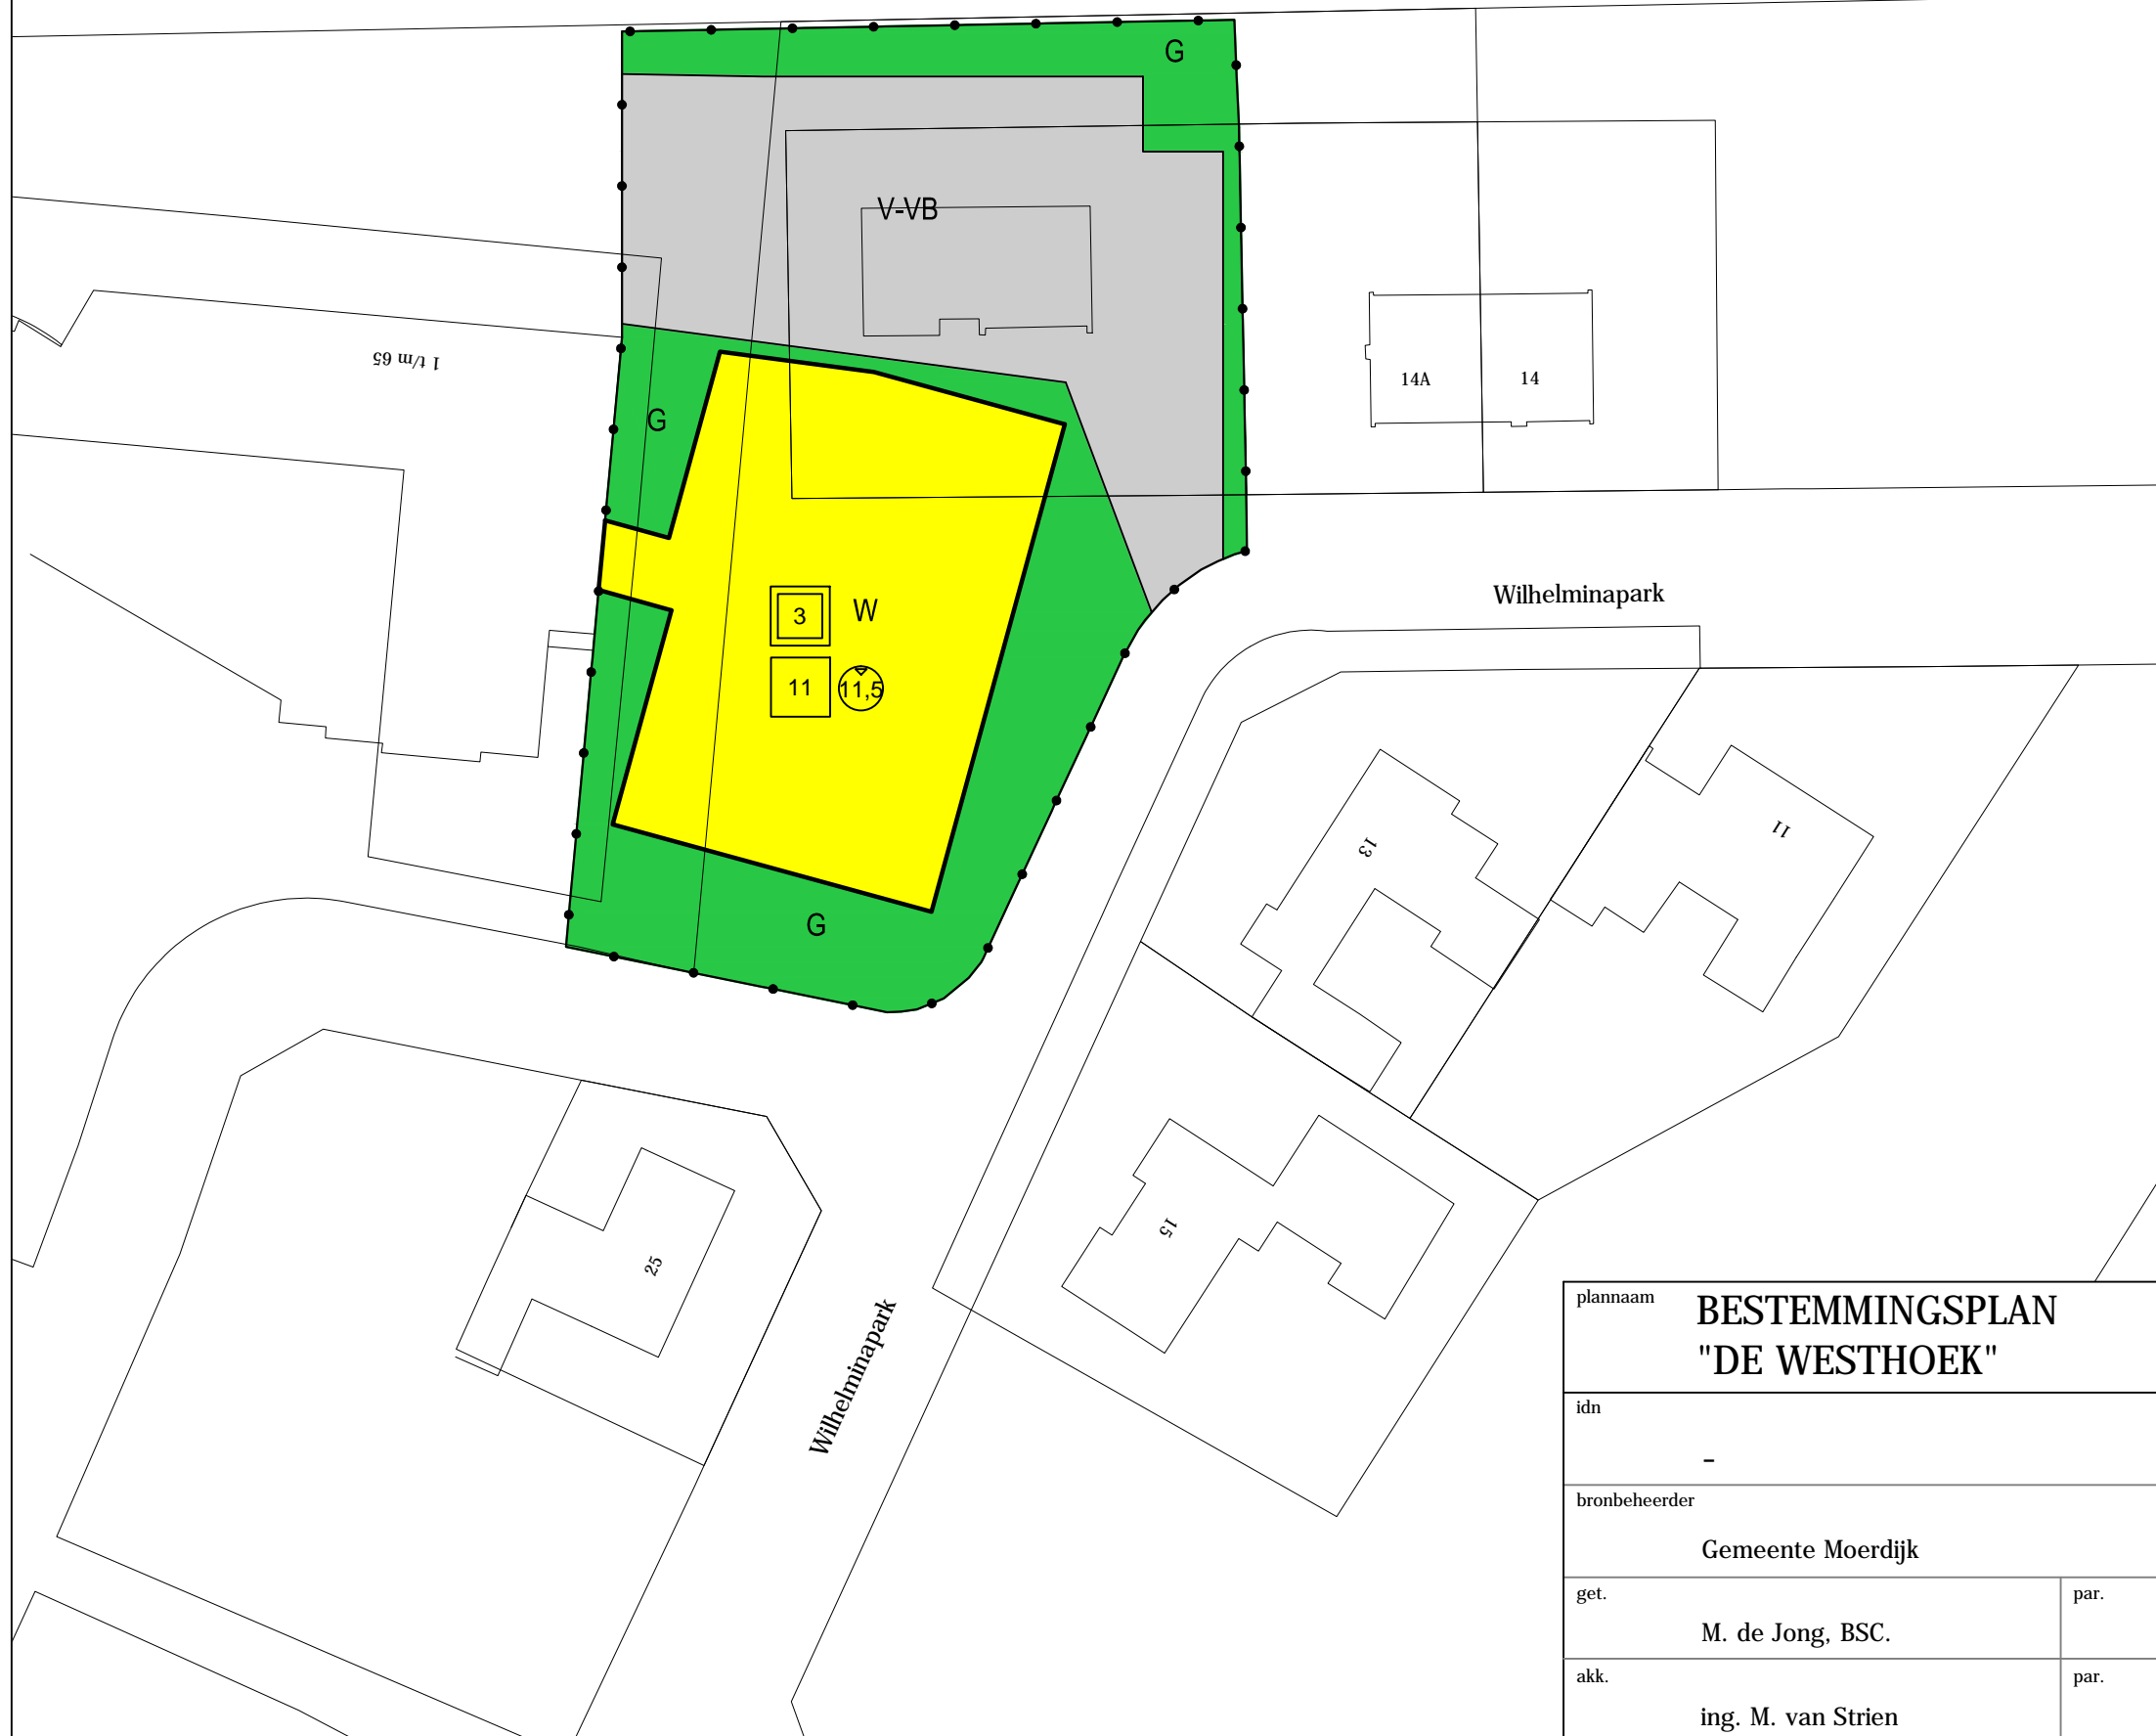 G
V-VB
1 t/m 65
14A
14
G
Wilhelminapark
3
W
11
11,5
11
13
G
15
25
Wilhelminapark
plannaam
BESTEMMINGSPLAN
"DE WESTHOEK"
idn
-
bronbeheerder
Gemeente Moerdijk
get.
par.
M. de Jong, BSC.
akk.
par.
ing. M. van Strien